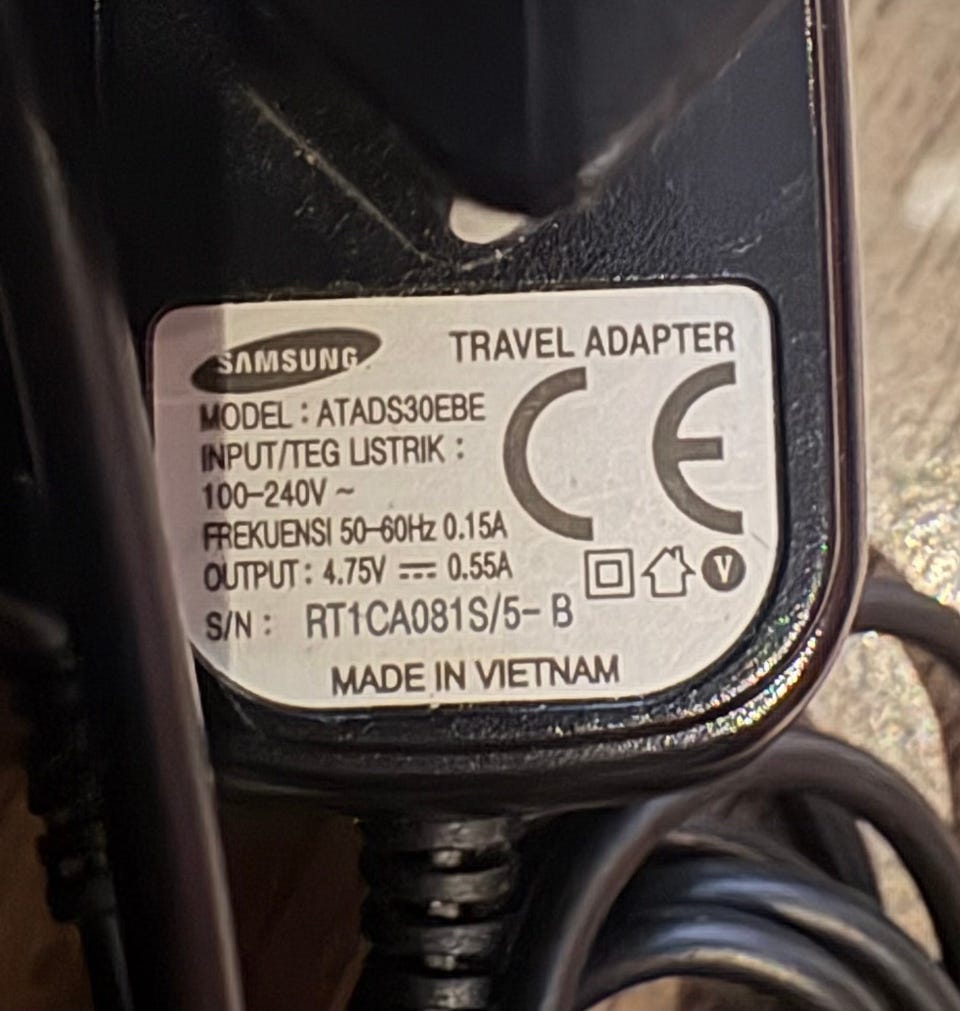 SAMSUNG
TRAVEL ADAPTER
MODEL : ATADS30EBE
INPUT/TEG LISTRIK :
100-240V ~
FREKUENSI 50-60Hz 0.15A
OUTPUT : 4.75V ⎓ 0.55A
S/N : RT1CA081S/5- B
MADE IN VIETNAM
CE
V